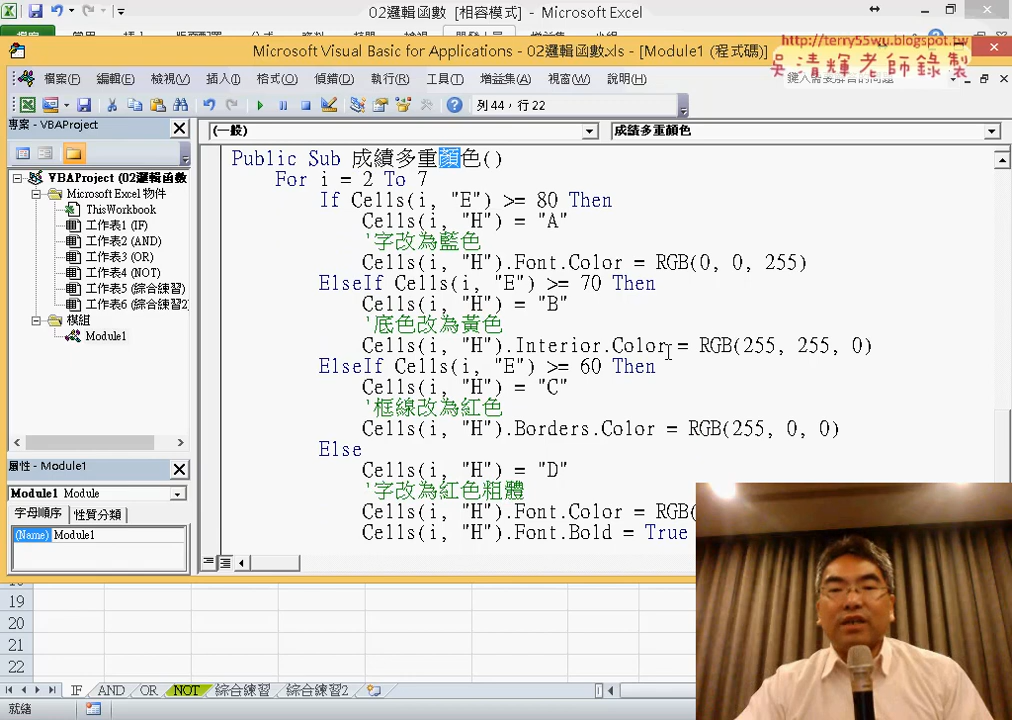 02邏輯函數 [相容模式] - Microsoft Excel
Microsoft Visual Basic for Applications - 02邏輯函數.xls - [Module1 (程式碼)]
http://terry55wu.blogspot.tw
吳清輝老師錄製
檔案(F) 編輯(E) 檢視(V) 插入(I) 格式(O) 偵錯(D) 執行(R) 工具(T) 增益集(A) 視窗(W) 說明(H)
列 44, 行 22
專案 - VBAProject
(一般)
成績多重顏色
VBAProject (02邏輯函數
Microsoft Excel 物件
ThisWorkbook
工作表1 (IF)
工作表2 (AND)
工作表3 (OR)
工作表4 (NOT)
工作表5 (綜合練習)
工作表6 (綜合練習2)
模組
Module1
屬性 - Module1
Module1 Module
字母順序 性質分類
(Name) Module1
Public Sub 成績多重顏色()
For i = 2 To 7
If Cells(i, "E") >= 80 Then
Cells(i, "H") = "A"
'字改為藍色
Cells(i, "H").Font.Color = RGB(0, 0, 255)
ElseIf Cells(i, "E") >= 70 Then
Cells(i, "H") = "B"
'底色改為黃色
Cells(i, "H").Interior.Color = RGB(255, 255, 0)
ElseIf Cells(i, "E") >= 60 Then
Cells(i, "H") = "C"
'框線改為紅色
Cells(i, "H").Borders.Color = RGB(255, 0, 0)
Else
Cells(i, "H") = "D"
'字改為紅色粗體
Cells(i, "H").Font.Color = RGB
Cells(i, "H").Font.Bold = True
19
20
21
22
IF AND OR NOT 綜合練習 綜合練習2
就緒